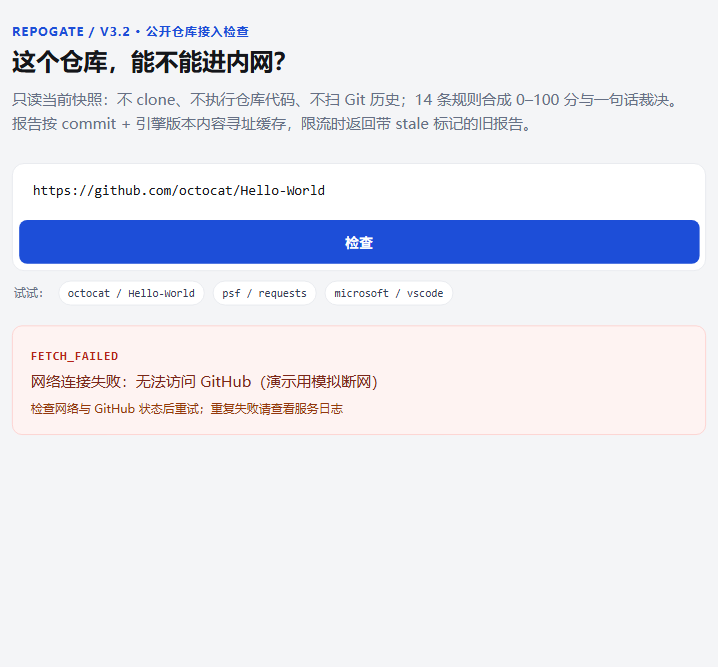 REPOGATE / V3.2 • 公开仓库接入检查
这个仓库，能不能进内网？
只读当前快照：不 clone、不执行仓库代码、不扫 Git 历史；14 条规则合成 0–100 分与一句话裁决。
报告按 commit + 引擎版本内容寻址缓存，限流时返回带 stale 标记的旧报告。
https://github.com/octocat/Hello-World
检查
试试： octocat / Hello-World psf / requests microsoft / vscode
FETCH_FAILED
网络连接失败：无法访问 GitHub（演示用模拟断网）
检查网络与 GitHub 状态后重试；重复失败请查看服务日志